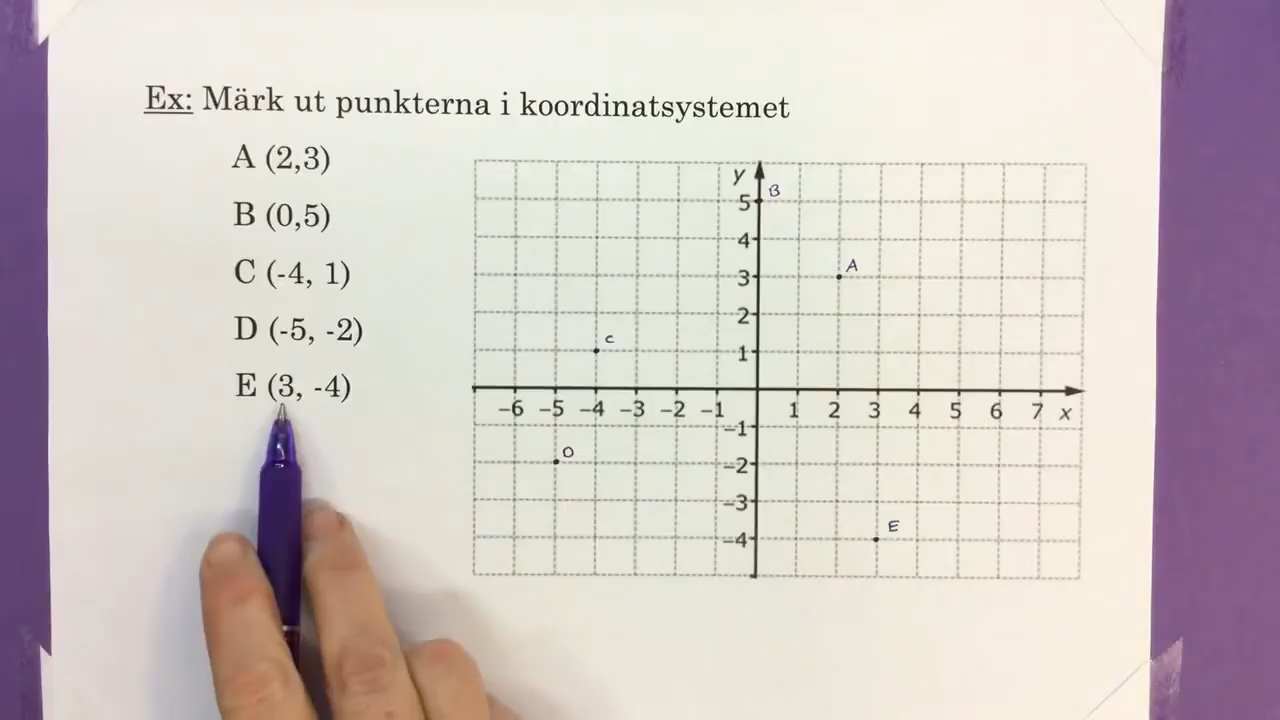 Ex: Märk ut punkterna i koordinatsystemet
A (2,3)
B (0,5)
C (-4, 1)
D (-5, -2)
E (3, -4)
y
B
5
4
A
3
2
C
1
−6 −5 −4 −3 −2 −1 1 2 3 4 5 6 7 x
−1
D
−2
−3
E
−4